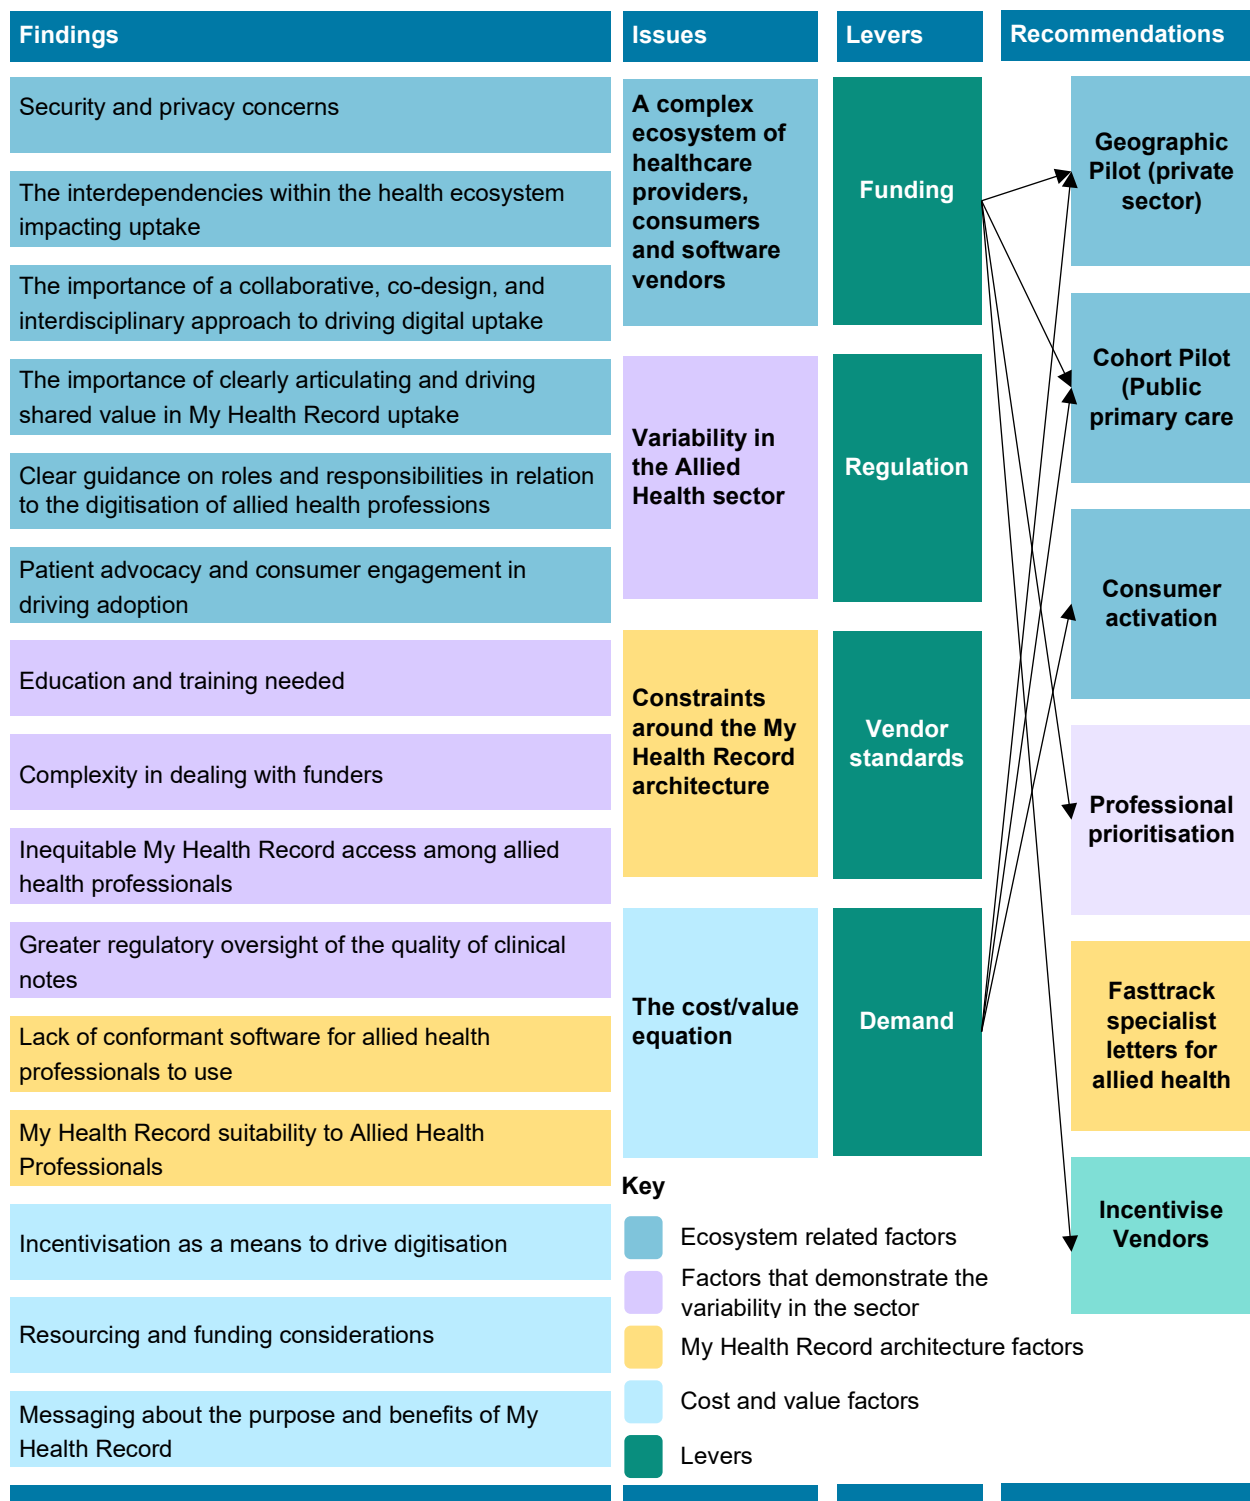 Findings
Security and privacy concerns
The interdependencies within the health ecosystem
impacting uptake
The importance of a collaborative, co-design, and
interdisciplinary approach to driving digital uptake
The importance of clearly articulating and driving
shared value in My Health Record uptake
Clear guidance on roles and responsibilities in relation
to the digitisation of allied health professions
Patient advocacy and consumer engagement in
driving adoption
Education and training needed
Complexity in dealing with funders
Inequitable My Health Record access among allied
health professionals
Greater regulatory oversight of the quality of clinical
notes
Lack of conformant software for allied health
professionals to use
My Health Record suitability to Allied Health
Professionals
Incentivisation as a means to drive digitisation
Resourcing and funding considerations
Messaging about the purpose and benefits of My
Health Record
Issues
A complex
ecosystem of
healthcare
providers,
consumers
and software
vendors
Variability in
the Allied
Health sector
Constraints
around the My
Health Record
architecture
The cost/value
equation
Levers
Funding
Regulation
Vendor
standards
Demand
Recommendations
Geographic
Pilot (private
sector)
Cohort Pilot
(Public
primary care
Consumer
activation
Professional
prioritisation
Fasttrack
specialist
letters for
allied health
Incentivise
Vendors
Key
Ecosystem related factors
Factors that demonstrate the
variability in the sector
My Health Record architecture factors
Cost and value factors
Levers